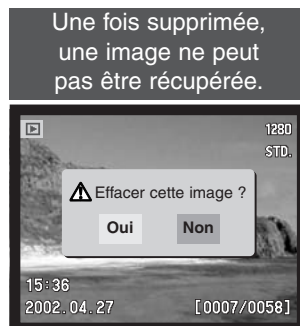 Une fois supprimée,
une image ne peut
pas être récupérée.
1280
STD.
Effacer cette image ?
Oui Non
15:36
2002.04.27 [0007/0058]